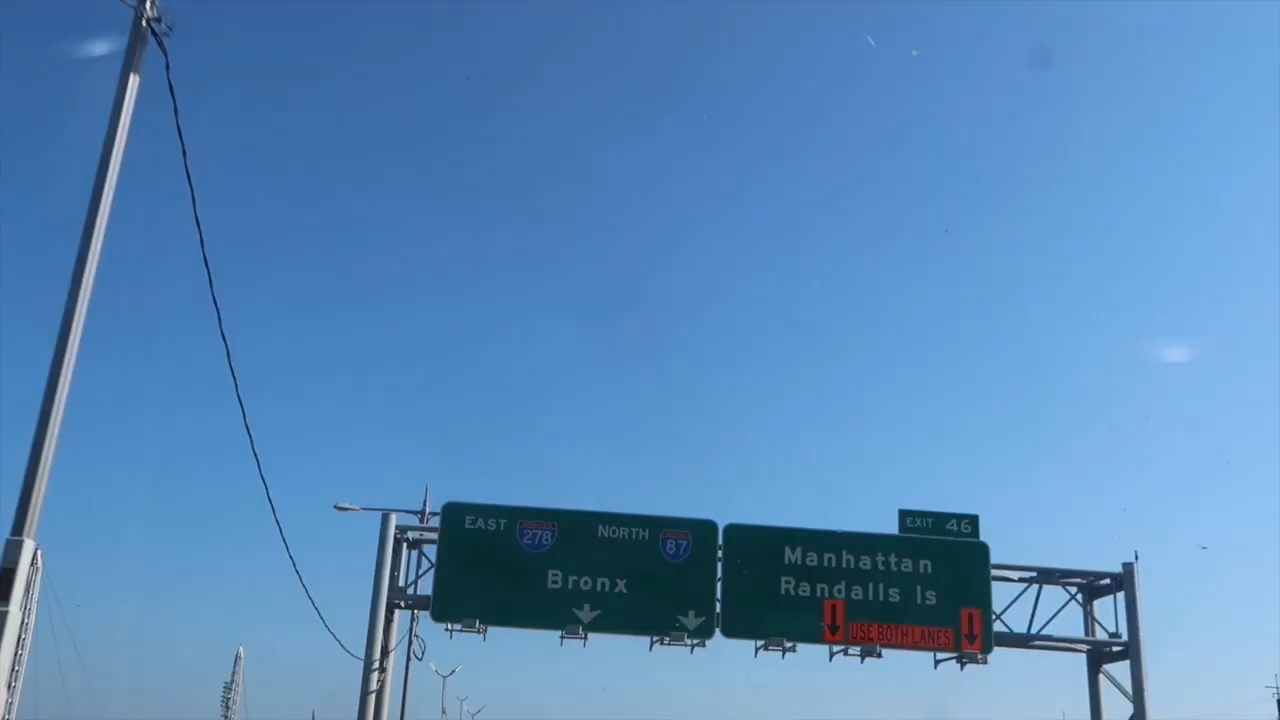 EAST 278 NORTH 87
Bronx
EXIT 46
Manhattan
Randalls Is
USE BOTH LANES